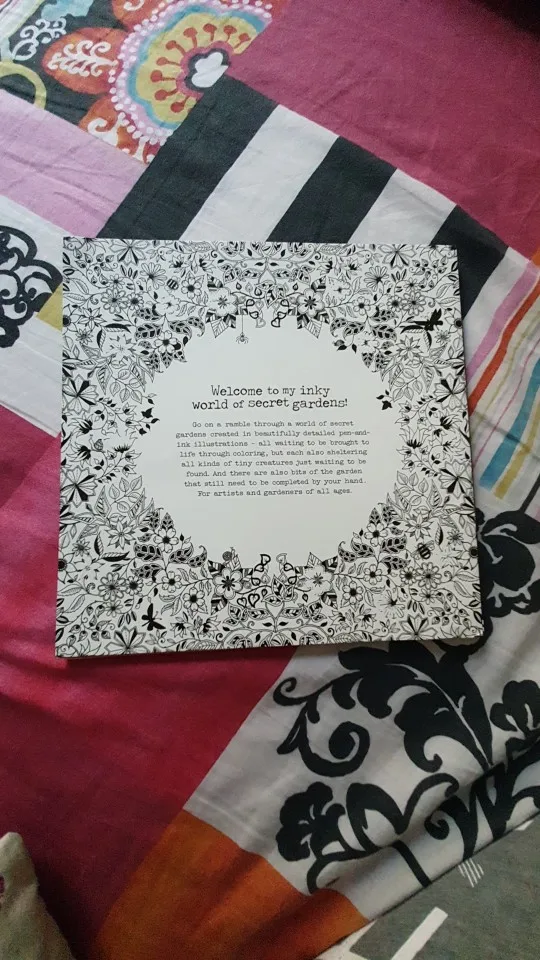 Welcome to my inky
world of secret gardens!
Go on a ramble through a world of secret
gardens created in beautifully detailed pen-and-
ink illustrations - all waiting to be brought to
life through coloring, but each also sheltering
all kinds of tiny creatures just waiting to be
found. And there are also bits of the garden
that still need to be completed by your hand.
For artists and gardeners of all ages.